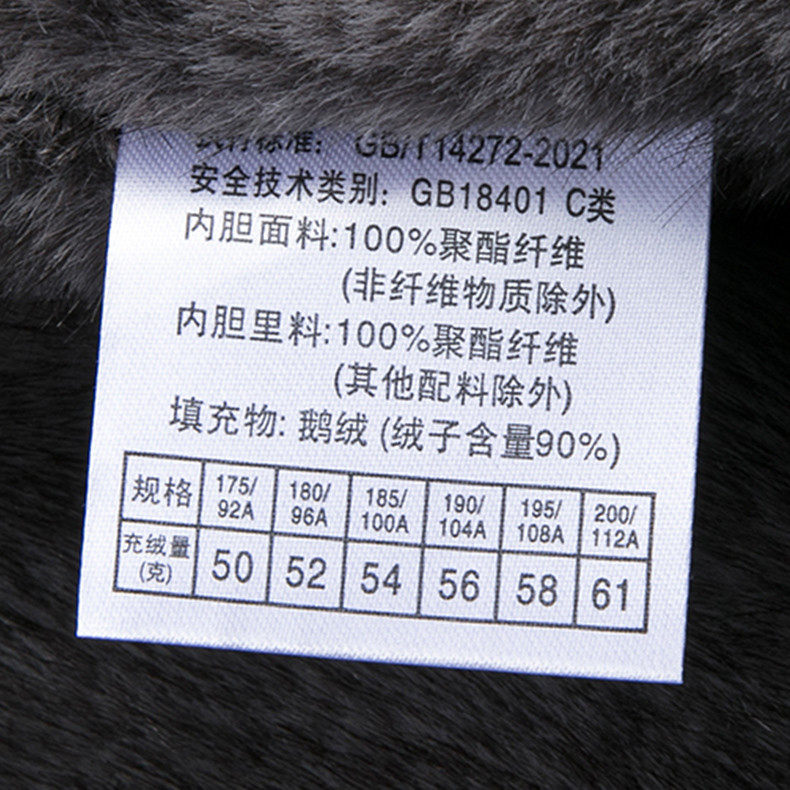 执行标准: GB/T14272-2021
安全技术类别: GB18401 C类
内胆面料:100%聚酯纤维
(非纤维物质除外)
内胆里料:100%聚酯纤维
(其他配料除外)
填充物: 鹅绒 (绒子含量90%)
规格 175/92A 180/96A 185/100A 190/104A 195/108A 200/112A
充绒量(克) 50 52 54 56 58 61